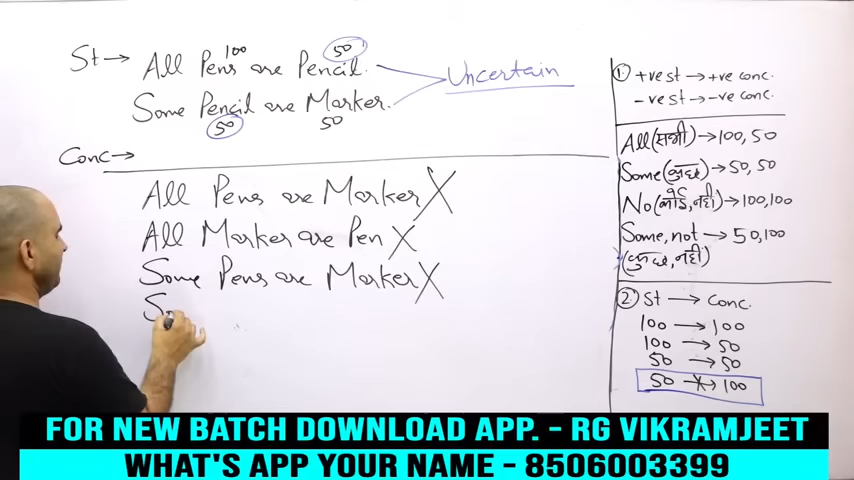 100 50
St → All Pens are Pencil.
Uncertain
Some Pencil are Marker.
50 50
Conc →
All Pens are Marker X
All Marker are Pen X
Some Pens are Marker X
S
1. +ve st → +ve conc.
-ve st → -ve conc.
All (सभी) → 100, 50
Some (कुछ) → 50, 50
No (कोई, नहीं) → 100, 100
Some, not → 50, 100
(कुछ, नहीं)
2. St → Conc.
100 → 100
100 → 50
50 → 50
50 -X→ 100
FOR NEW BATCH DOWNLOAD APP. - RG VIKRAMJEET
WHAT'S APP YOUR NAME - 8506003399